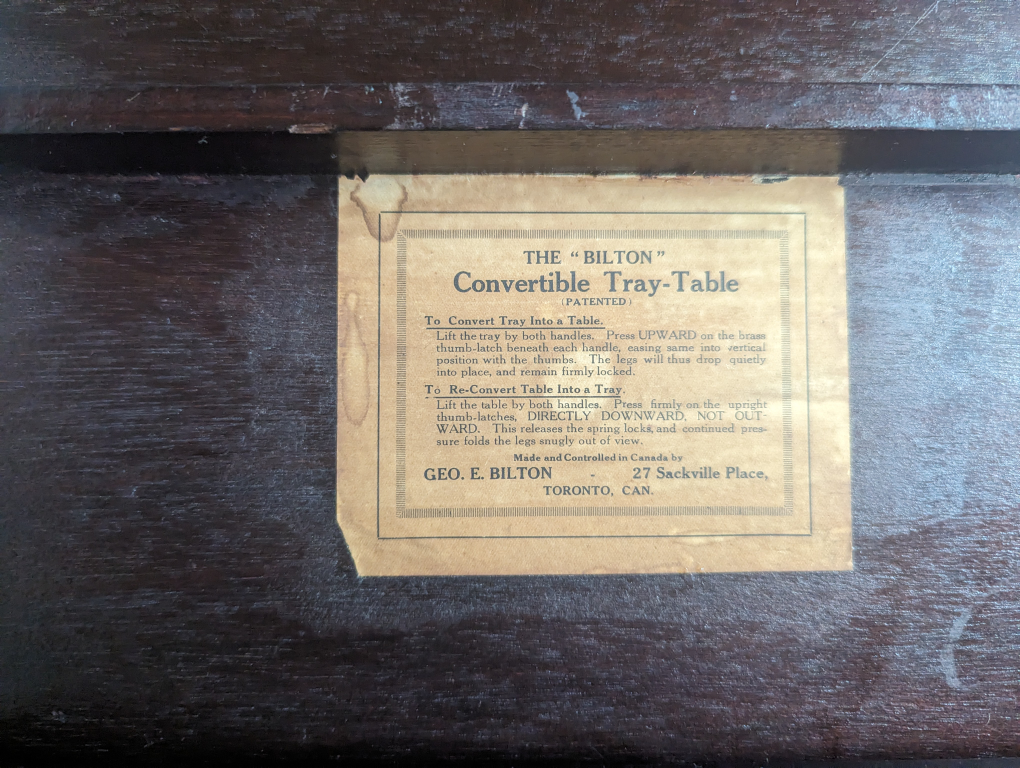 THE “BILTON”
Convertible Tray-Table
(PATENTED)
To Convert Tray Into a Table.
Lift the tray by both handles. Press UPWARD on the brass
thumb-latch beneath each handle, easing same into vertical
position with the thumbs. The legs will thus drop quietly
into place, and remain firmly locked.
To Re-Convert Table Into a Tray.
Lift the table by both handles. Press firmly on the upright
thumb-latches, DIRECTLY DOWNWARD, NOT OUT-
WARD. This releases the spring locks, and continued pres-
sure folds the legs snugly out of view.
Made and Controlled in Canada by
GEO. E. BILTON - 27 Sackville Place,
TORONTO, CAN.